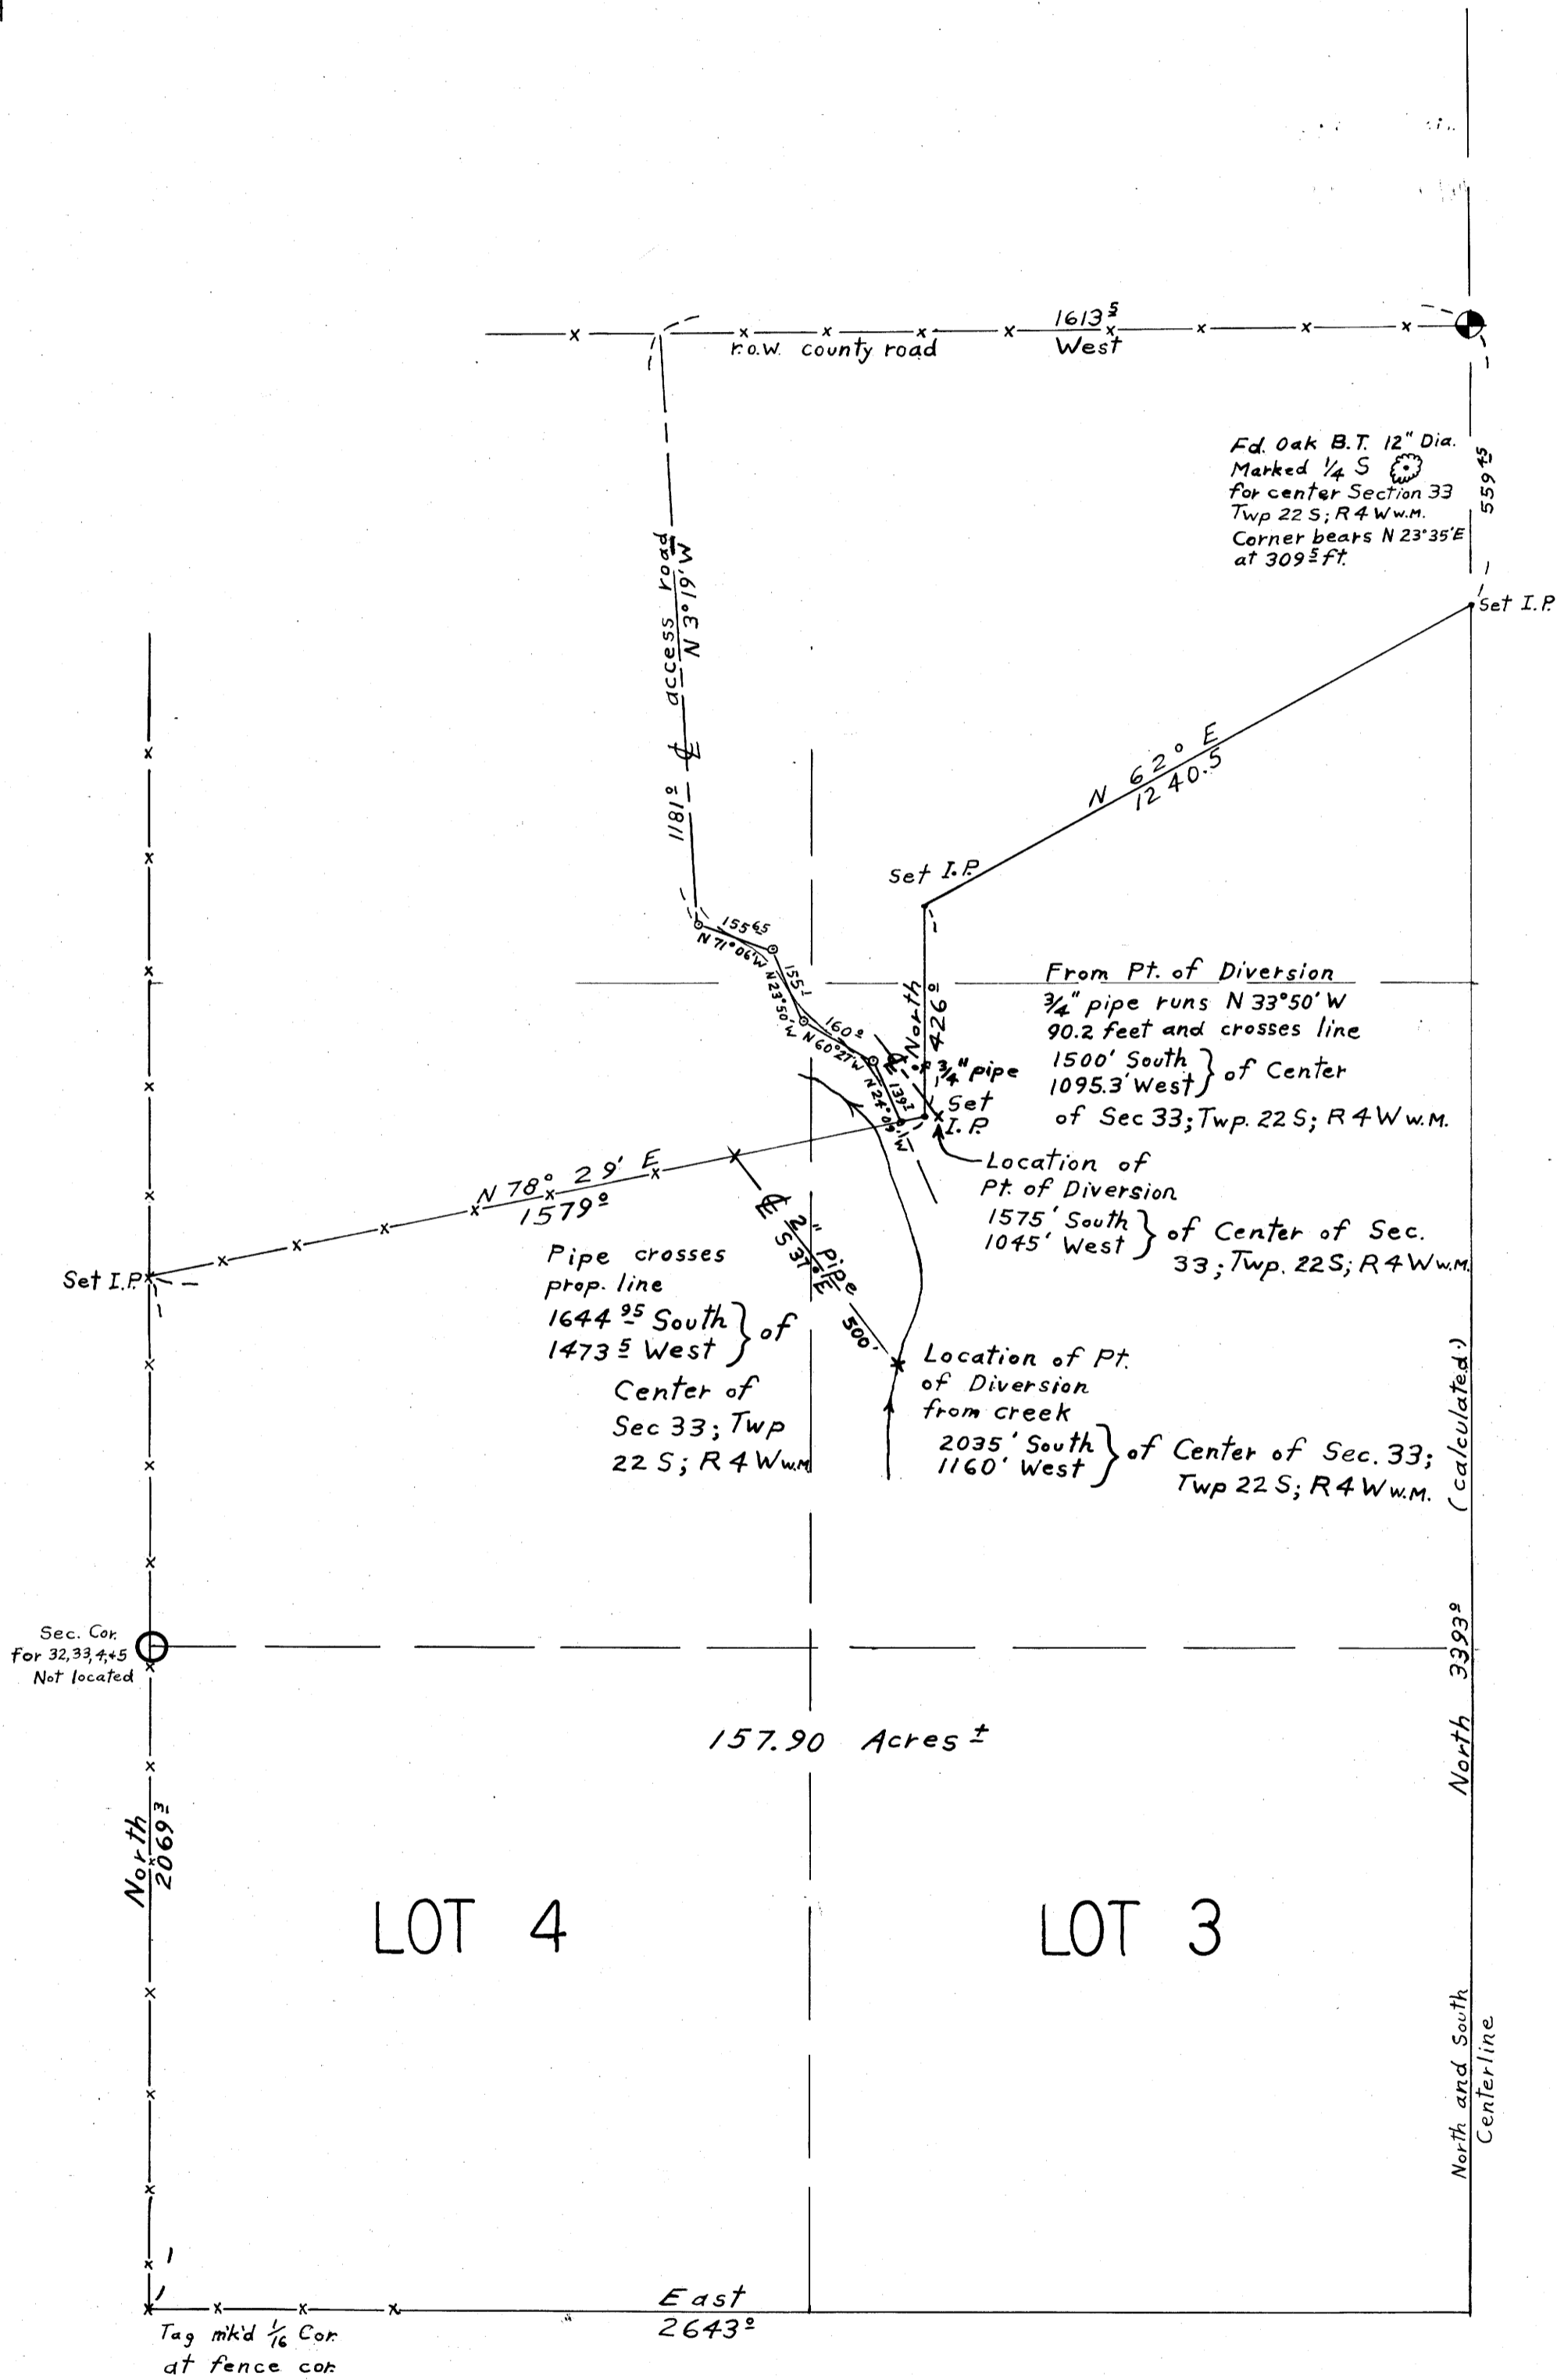 1613 5
r.o.w. county road West
Fd. Oak B.T. 12" Dia.
Marked 1/4 S
for center Section 33
Twp 22 S; R 4 W W.M.
Corner bears N 23°35'E
at 309 5 ft.
559 45
Set I.P.
℄ access road
N 3°19'W
1181 0
N 62° E
1240.5
Set I.P.
155 65
N 71°06'W
155 1
N 23°50'W
160 0
N 60°27'W
139 1
N 24°09'W
North
426 0
℄
3/4" pipe
Set
I.P.
From Pt. of Diversion
3/4" pipe runs N 33°50' W
90.2 feet and crosses line
1500' South } of Center
1095.3' West
of Sec 33; Twp. 22 S; R 4 W W.M.
Location of
Pt. of Diversion
1575' South } of Center of Sec.
1045' West
33; Twp. 22 S; R 4 W W.M.
N 78° 29' E
1579 0
Set I.P.
℄ 2" Pipe
S 37° E
500'
Pipe crosses
prop. line
1644 95 South } of
1473 5 West
Center of
Sec 33; Twp
22 S; R 4 W W.M
Location of Pt.
of Diversion
from creek
2035' South } of Center of Sec. 33;
1160' West
Twp 22 S; R 4 W W.M.
North 3393 0 (calculated)
Sec. Cor.
for 32,33,4,+5
Not located
157.90 Acres ±
North
2069 3
LOT 4
LOT 3
North and South
Centerline
East
2643 0
Tag m'k'd 1/16 Cor.
at fence cor.